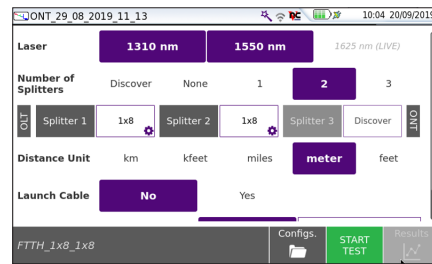 ONT_29_08_2019_11_13 10:04 20/09/2019
Laser 1310 nm 1550 nm 1625 nm (LIVE)
Number of Splitters Discover None 1 2 3
OLT Splitter 1 1x8 Splitter 2 1x8 Splitter 3 Discover ONT
Distance Unit km kfeet miles meter feet
Launch Cable No Yes
FTTH_1x8_1x8 Configs. START TEST Results